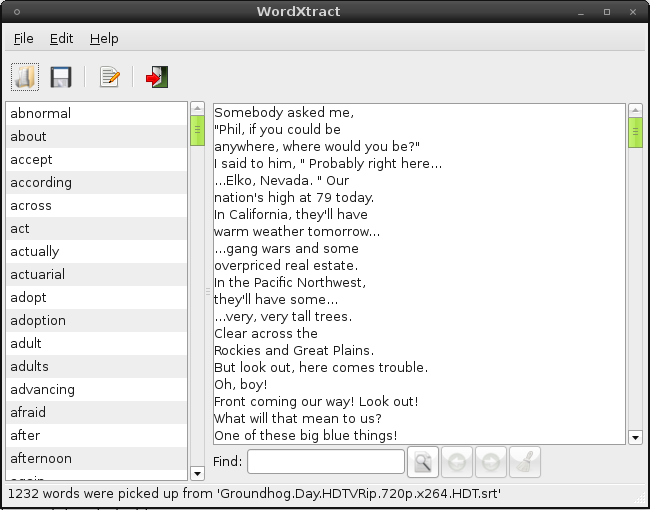 WordXtract
File Edit Help
abnormal
about
accept
according
across
act
actually
actuarial
adopt
adoption
adult
adults
advancing
afraid
after
afternoon
again
Somebody asked me,
"Phil, if you could be
anywhere, where would you be?"
I said to him, " Probably right here...
...Elko, Nevada. " Our
nation's high at 79 today.
In California, they'll have
warm weather tomorrow...
...gang wars and some
overpriced real estate.
In the Pacific Northwest,
they'll have some...
...very, very tall trees.
Clear across the
Rockies and Great Plains.
But look out, here comes trouble.
Oh, boy!
Front coming our way! Look out!
What will that mean to us?
One of these big blue things!
Find:
1232 words were picked up from 'Groundhog.Day.HDTVRip.720p.x264.HDT.srt'